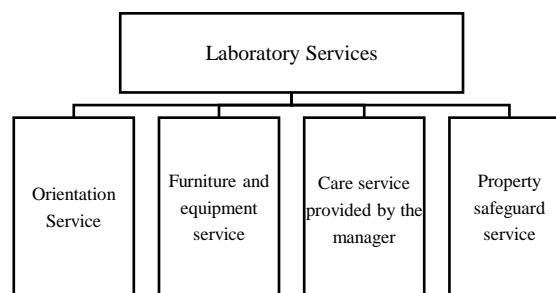 Laboratory Services
Orientation
Service
Furniture and
equipment
service
Care service
provided by the
manager
Property
safeguard
service